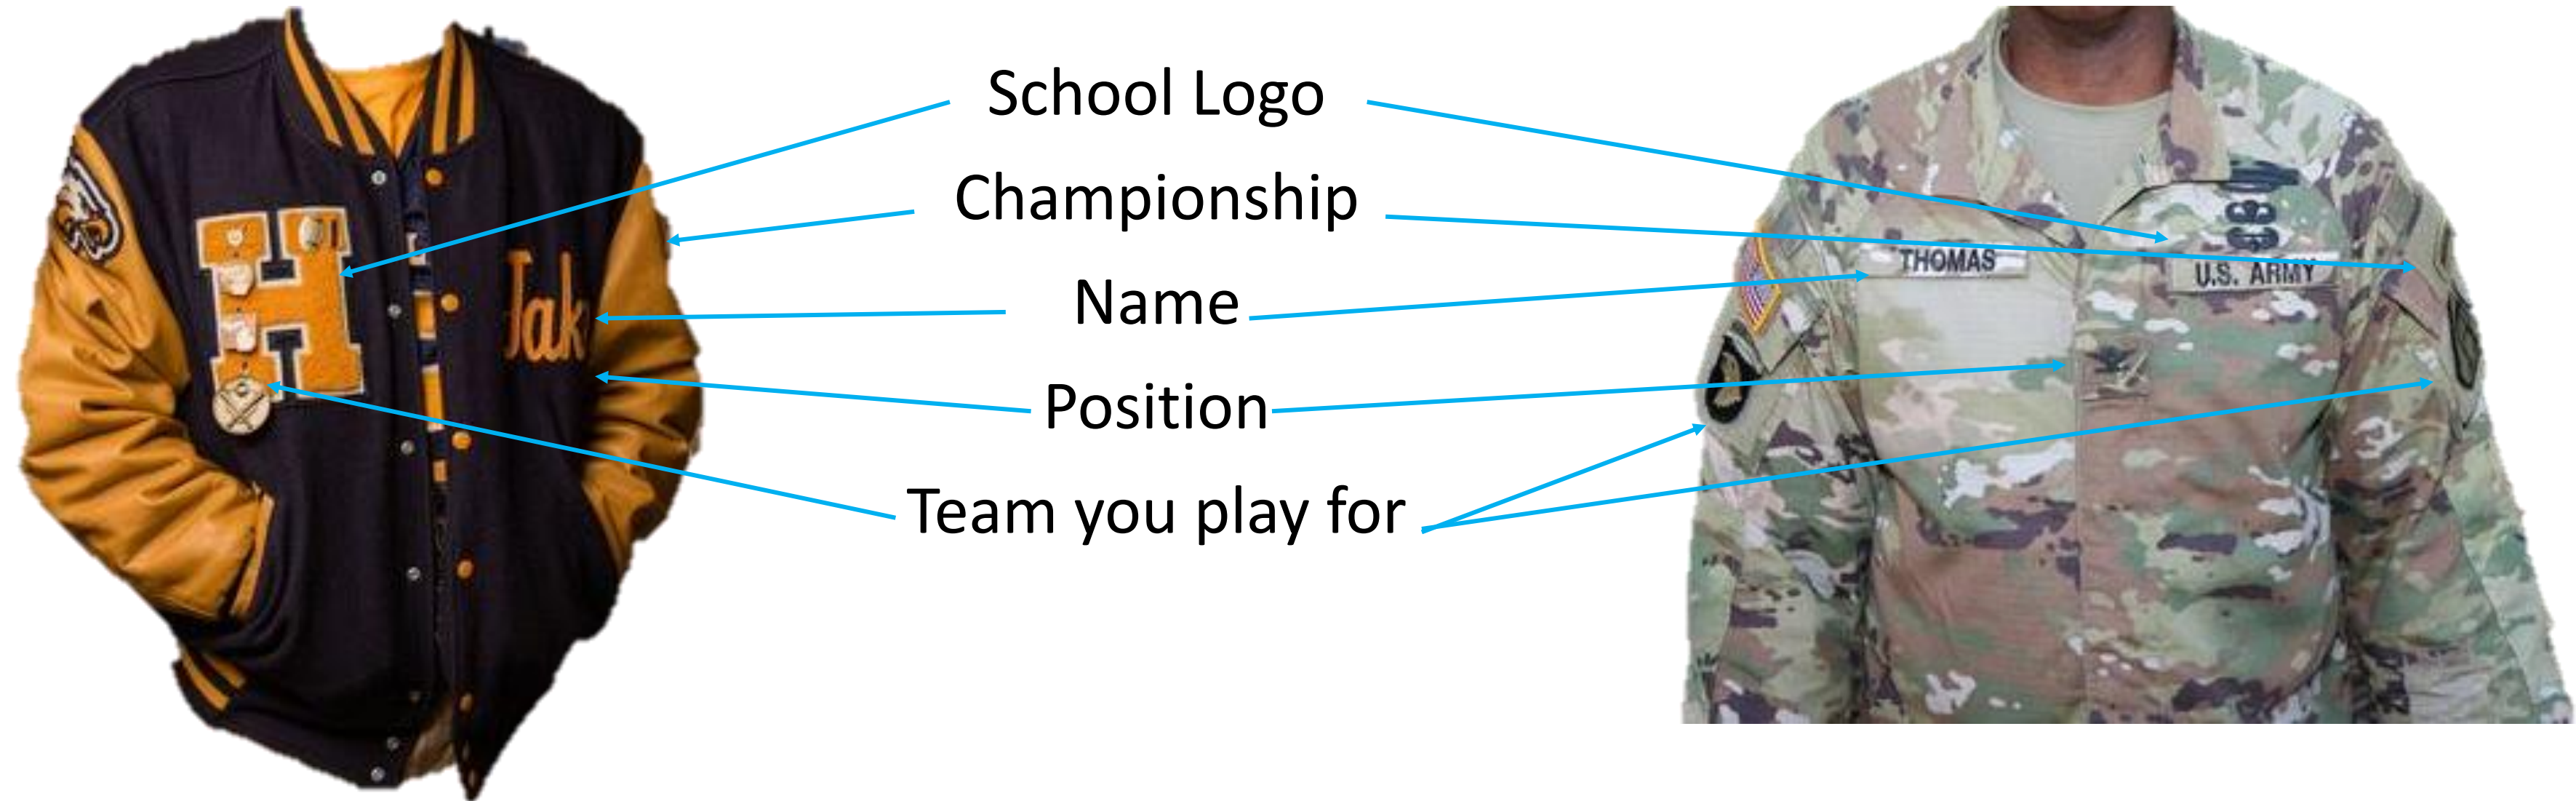 School Logo
Championship
Name
Position
Team you play for
H
Jak
THOMAS
U.S. ARMY